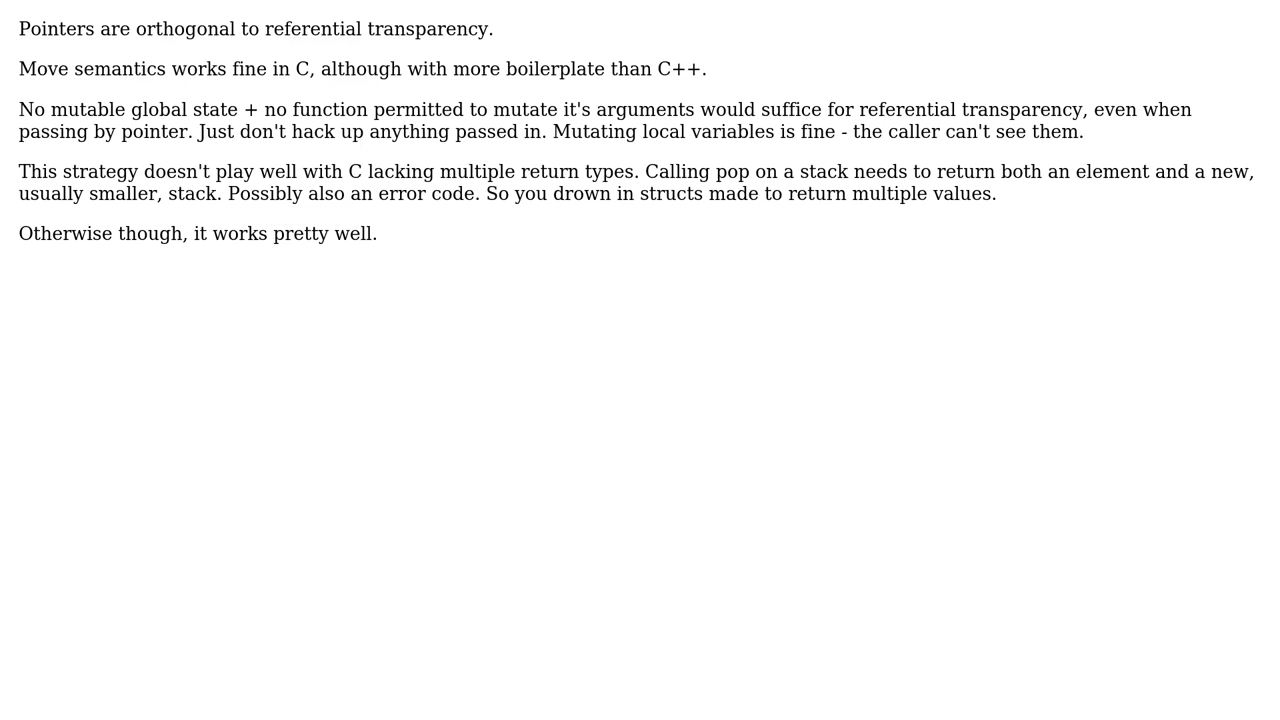 Pointers are orthogonal to referential transparency.
Move semantics works fine in C, although with more boilerplate than C++.
No mutable global state + no function permitted to mutate it's arguments would suffice for referential transparency, even when
passing by pointer. Just don't hack up anything passed in. Mutating local variables is fine - the caller can't see them.
This strategy doesn't play well with C lacking multiple return types. Calling pop on a stack needs to return both an element and a new,
usually smaller, stack. Possibly also an error code. So you drown in structs made to return multiple values.
Otherwise though, it works pretty well.